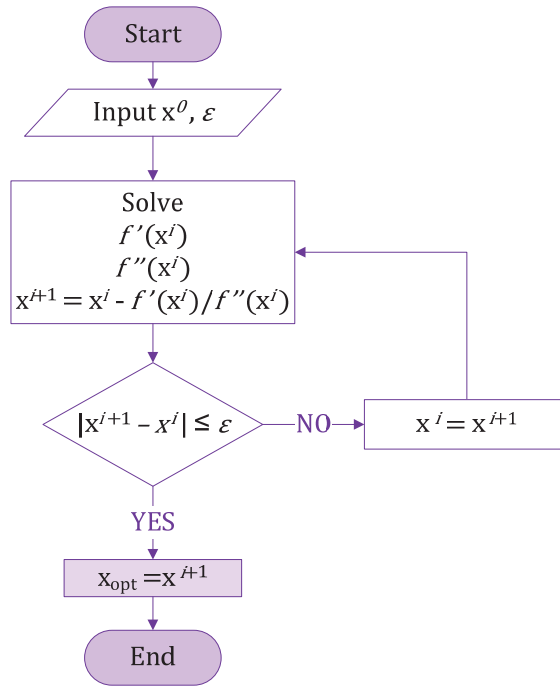 Start
Input x⁰, ε
Solve
f'(xⁱ)
f''(xⁱ)
xⁱ⁺¹ = xⁱ - f'(xⁱ)/f''(xⁱ)
|xⁱ⁺¹ – xⁱ| ≤ ε
NO
xⁱ = xⁱ⁺¹
YES
xₒₚₜ = xⁱ⁺¹
End